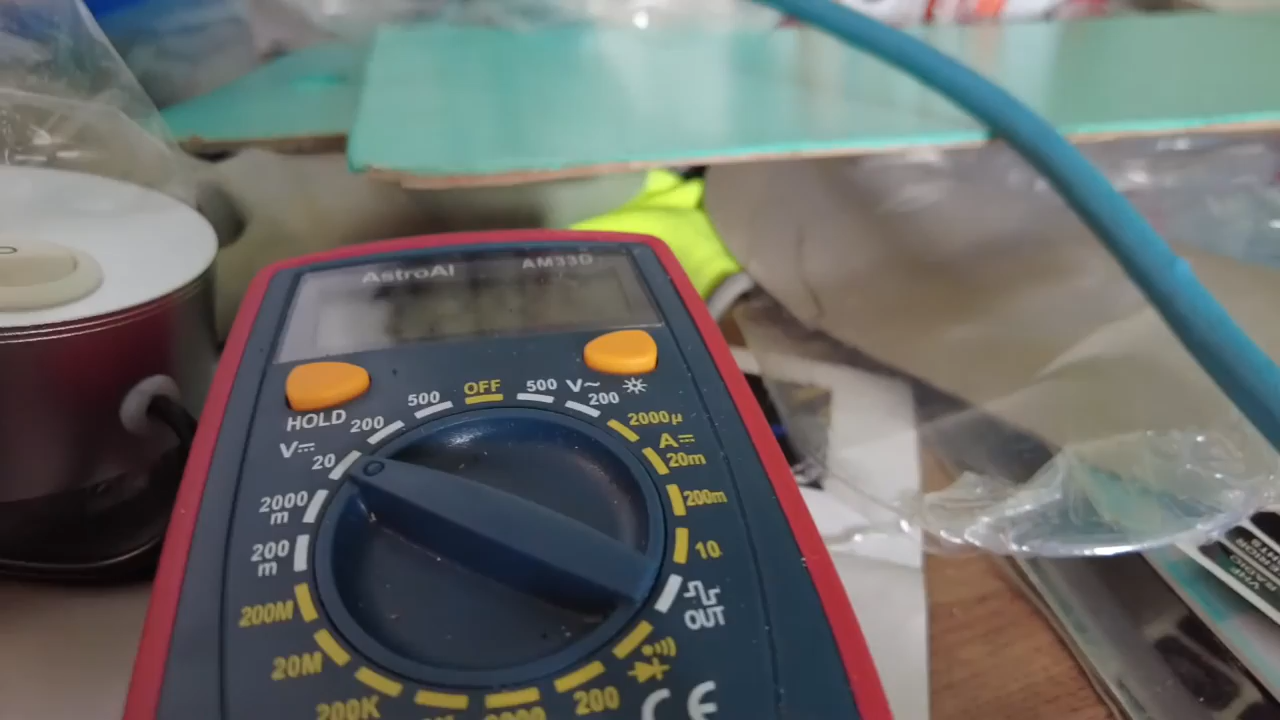 AstroAI AM33D
HOLD
OFF
500 V~
200
500
200
V⎓
20
2000
m
200
m
200M
20M
200K
2000μ
A⎓
20m
200m
10
OUT
200
CE